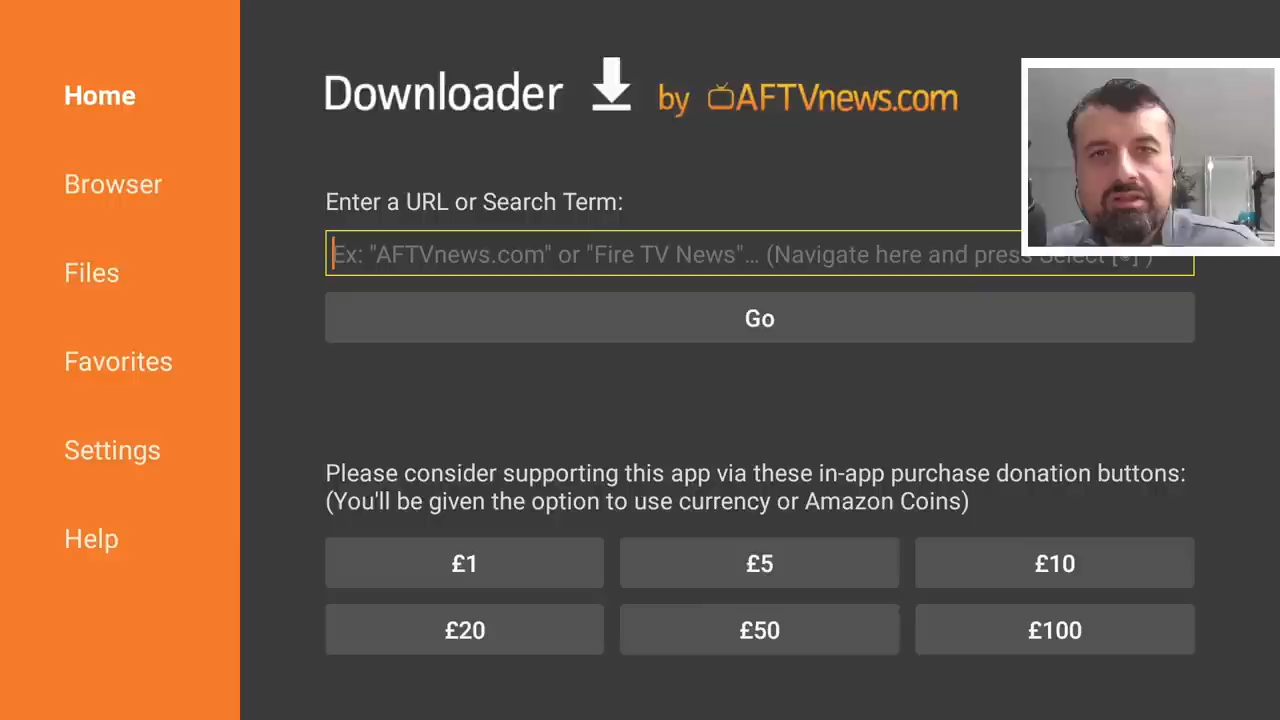 Home
Browser
Files
Favorites
Settings
Help
Downloader by AFTVnews.com
Enter a URL or Search Term:
Ex: "AFTVnews.com" or "Fire TV News"... (Navigate here and press Select
Go
Please consider supporting this app via these in-app purchase donation buttons:
(You'll be given the option to use currency or Amazon Coins)
£1 £5 £10
£20 £50 £100